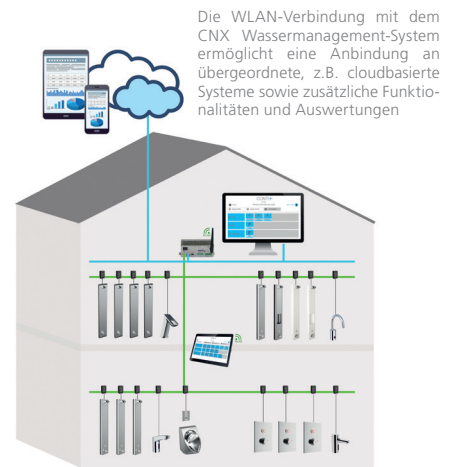 Die WLAN-Verbindung mit dem
CNX Wassermanagement-System
ermöglicht eine Anbindung an
übergeordnete, z.B. cloudbasierte
Systeme sowie zusätzliche Funktio-
nalitäten und Auswertungen
CONTI+